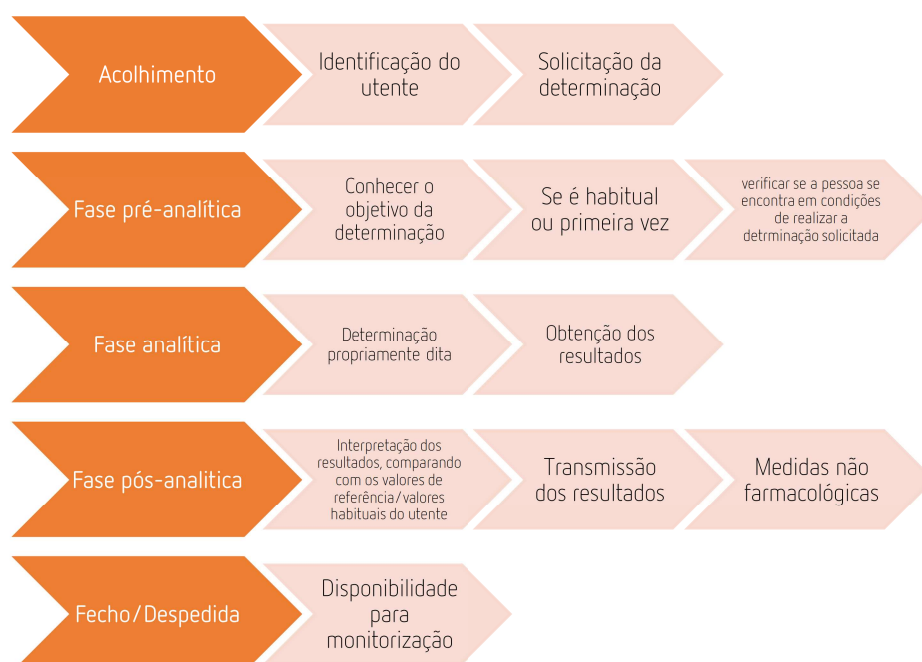 Acolhimento
Identificação do
utente
Solicitação da
determinação
Fase pré-analítica
Conhecer o
objetivo da
determinação
Se é habitual
ou primeira vez
verificar se a pessoa se
encontra em condições
de realizar a
detrminação solicitada
Fase analítica
Determinação
propriamente dita
Obtenção dos
resultados
Fase pós-analitica
Interpretação dos
resultados, comparando
com os valores de
referência/valores
habituais do utente
Transmissão
dos resultados
Medidas não
farmacológicas
Fecho/Despedida
Disponibilidade
para
monitorização